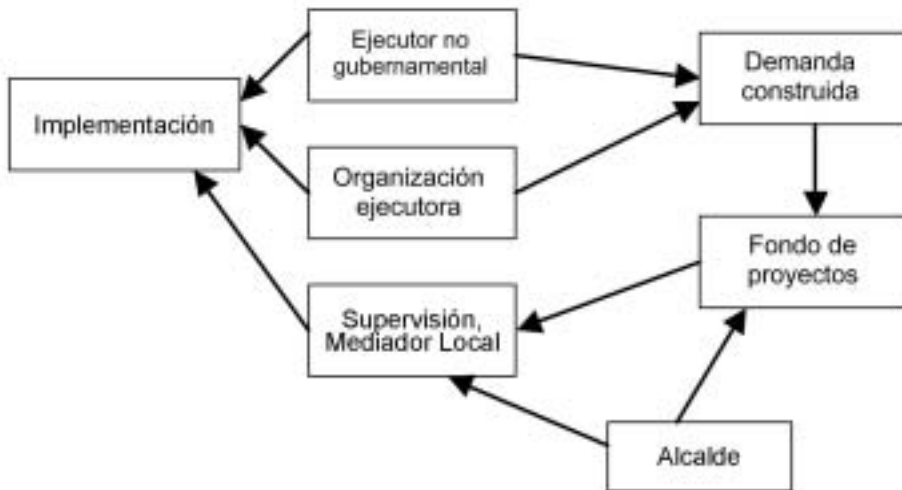 Ejecutor no
gubernamental
Demanda
construida
Implementación
Organización
ejecutora
Fondo de
proyectos
Supervisión,
Mediador Local
Alcalde